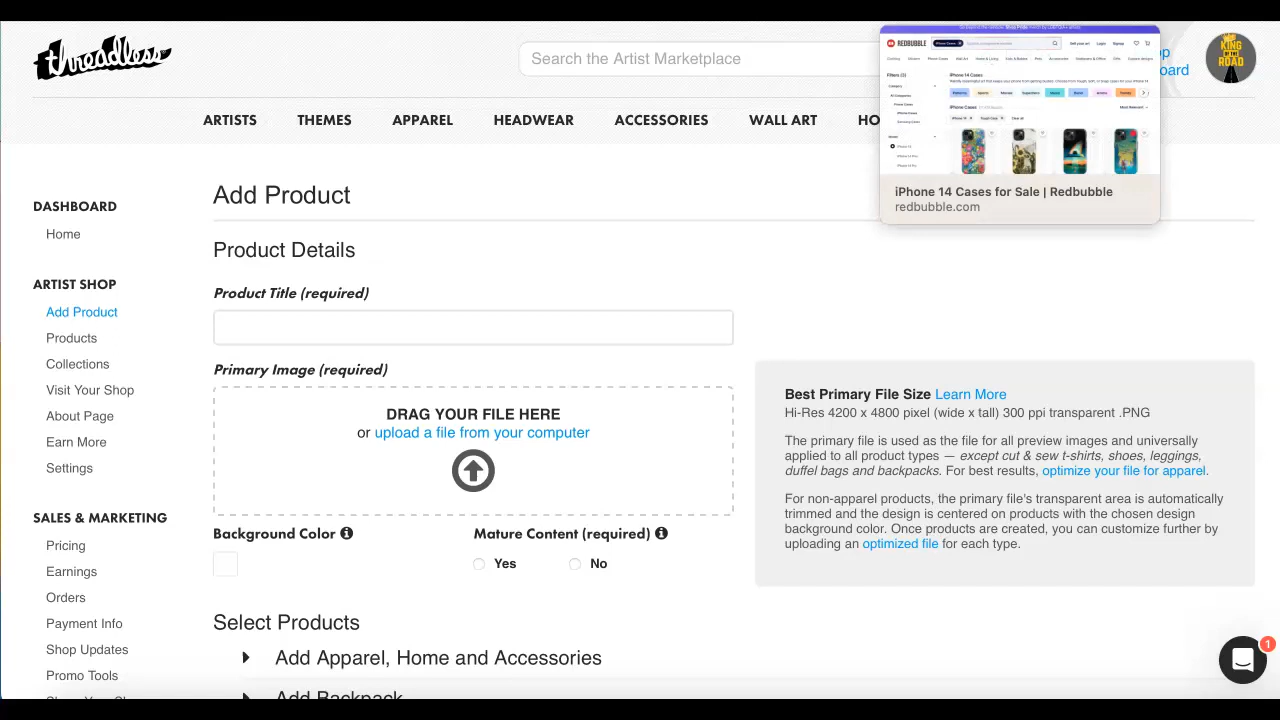 threadless
Search the Artist Marketplace
KING
OF THE
ROAD
ARTISTS
THEMES
APPAREL
HEADWEAR
ACCESSORIES
WALL ART
HO
REDBUBBLE
iPhone 14 Cases
iPhone 14 Cases for Sale | Redbubble
redbubble.com
DASHBOARD
Home
ARTIST SHOP
Add Product
Products
Collections
Visit Your Shop
About Page
Earn More
Settings
SALES & MARKETING
Pricing
Earnings
Orders
Payment Info
Shop Updates
Promo Tools
Add Product
Product Details
Product Title (required)
Primary Image (required)
DRAG YOUR FILE HERE
or upload a file from your computer
Background Color
Mature Content (required)
Yes
No
Best Primary File Size Learn More
Hi-Res 4200 x 4800 pixel (wide x tall) 300 ppi transparent .PNG
The primary file is used as the file for all preview images and universally
applied to all product types — except cut & sew t-shirts, shoes, leggings,
duffel bags and backpacks. For best results, optimize your file for apparel.
For non-apparel products, the primary file's transparent area is automatically
trimmed and the design is centered on products with the chosen design
background color. Once products are created, you can customize further by
uploading an optimized file for each type.
Select Products
Add Apparel, Home and Accessories
Add Backpack
1